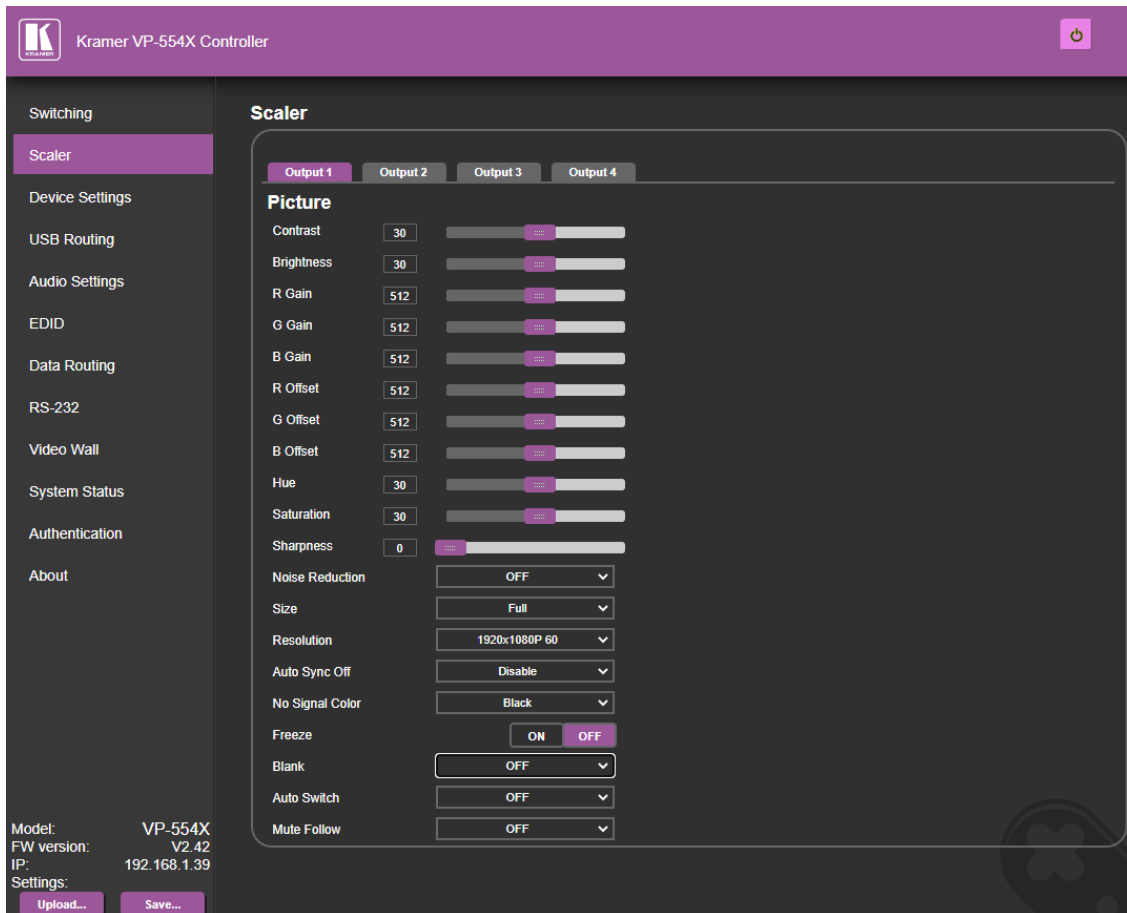 KRAMER
Kramer VP-554X Controller
Switching
Scaler
Device Settings
USB Routing
Audio Settings
EDID
Data Routing
RS-232
Video Wall
System Status
Authentication
About
Model: VP-554X
FW version: V2.42
IP: 192.168.1.39
Settings:
Upload... Save...
Scaler
Output 1 Output 2 Output 3 Output 4
Picture
Contrast 30
Brightness 30
R Gain 512
G Gain 512
B Gain 512
R Offset 512
G Offset 512
B Offset 512
Hue 30
Saturation 30
Sharpness 0
Noise Reduction OFF
Size Full
Resolution 1920x1080P 60
Auto Sync Off Disable
No Signal Color Black
Freeze ON OFF
Blank OFF
Auto Switch OFF
Mute Follow OFF